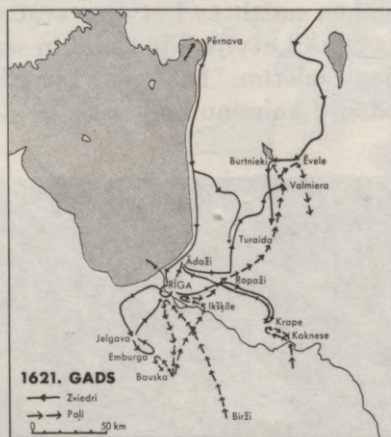 Pērnava
Burtnieki
Ēvele
Valmiera
Turaida
Ādaži
RĪGA
Ropaži
Ikšķile
Krape
Koknese
Jelgava
Emburga
Bauska
Birži
1621. GADS
Zviedri
Poļi
0 50 km